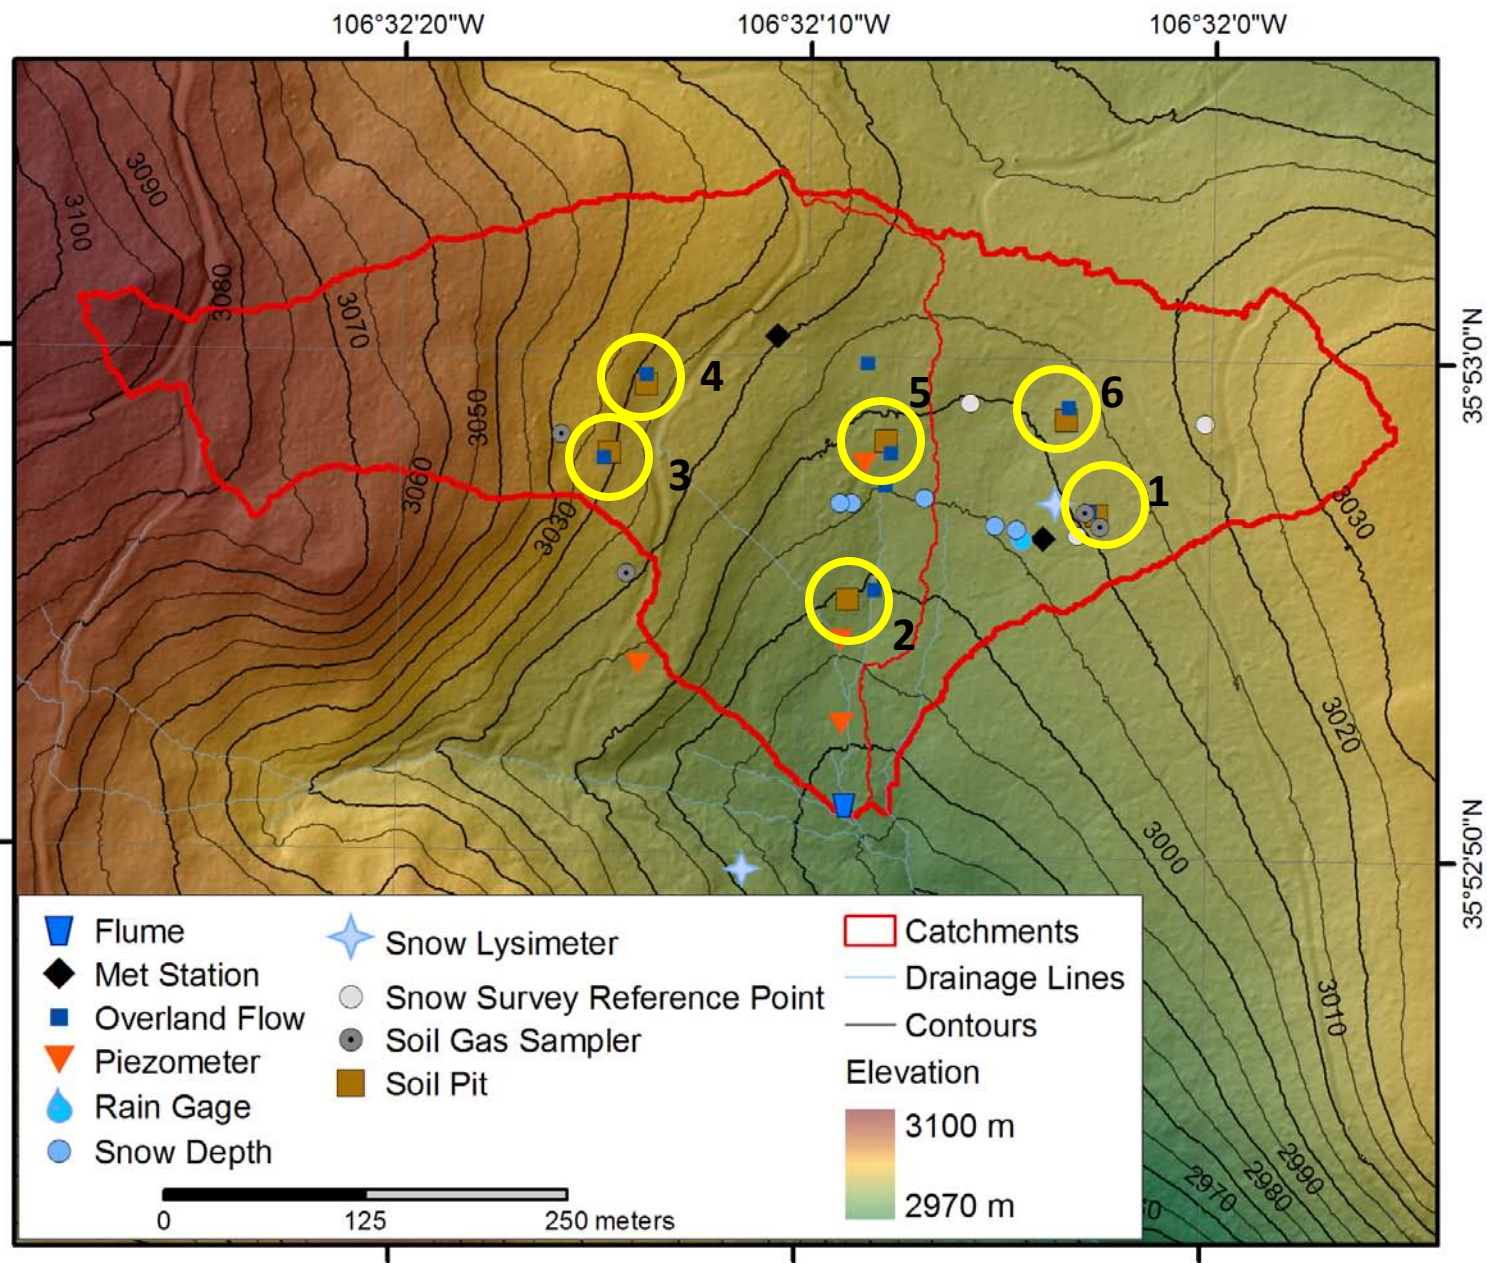 106°32'20"W
106°32'10"W
106°32'0"W
3090
3100
3080
3070
3050
3060
3030
4
5
6
3
1
2
3030
3020
3000
3010
2990
2980
2970
35°53'0"N
35°52'50"N
Flume
Met Station
Overland Flow
Piezometer
Rain Gage
Snow Depth
Snow Lysimeter
Snow Survey Reference Point
Soil Gas Sampler
Soil Pit
Catchments
Drainage Lines
Contours
Elevation
3100 m
2970 m
0 125 250 meters